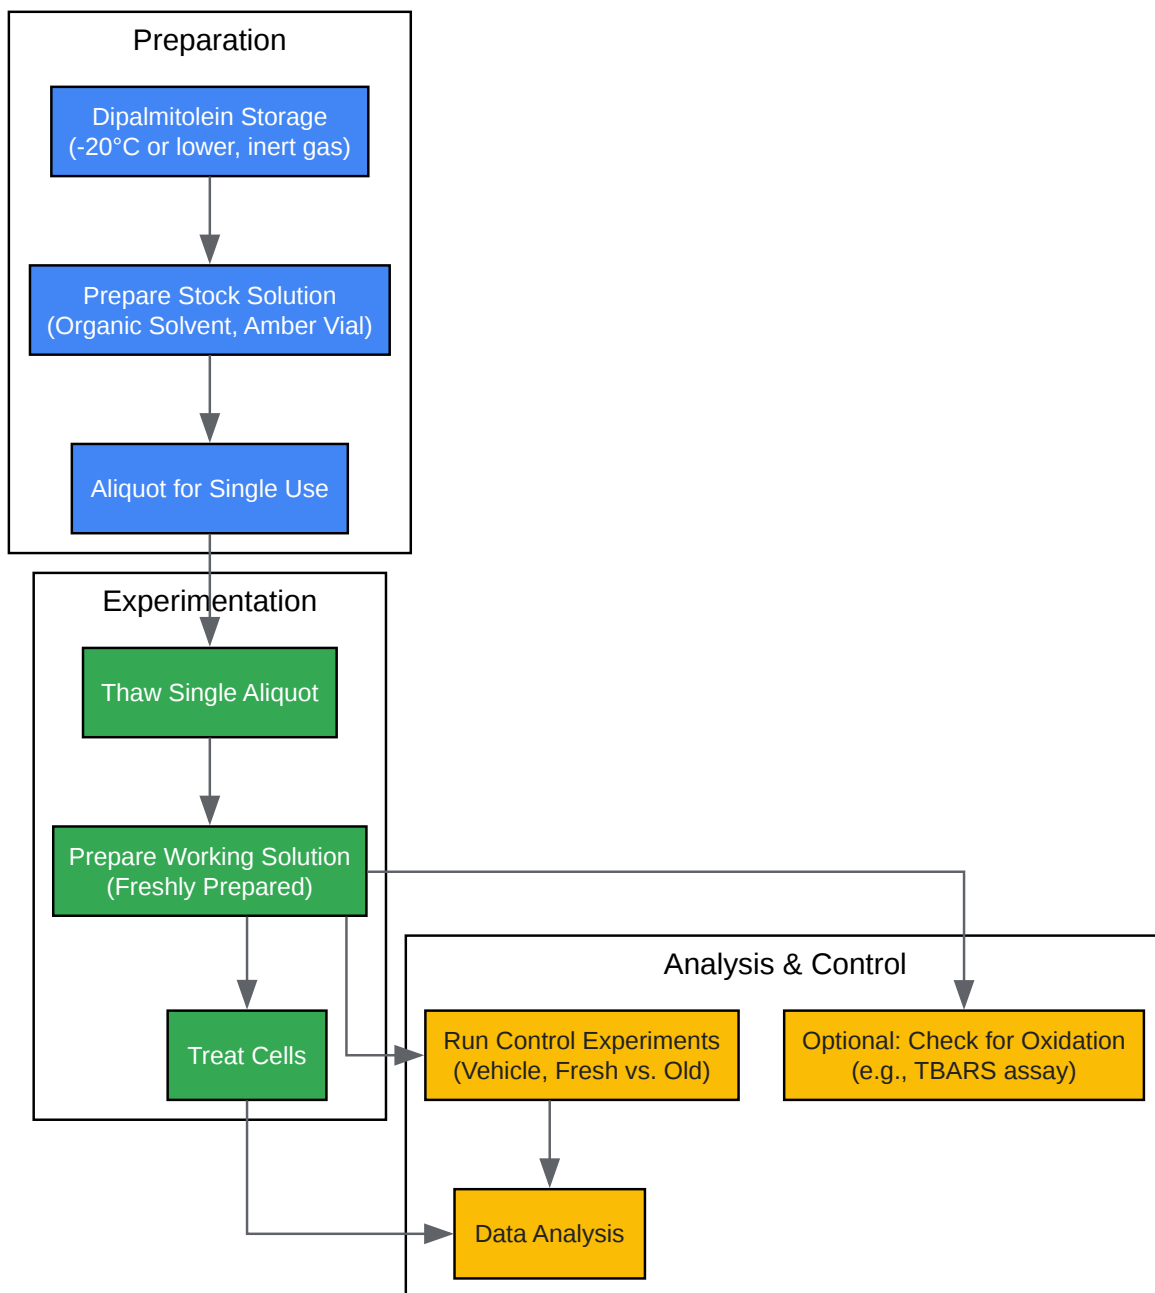 Preparation
Dipalmitolein Storage
(-20°C or lower, inert gas)
Prepare Stock Solution
(Organic Solvent, Amber Vial)
Aliquot for Single Use
Experimentation
Thaw Single Aliquot
Prepare Working Solution
(Freshly Prepared)
Treat Cells
Analysis & Control
Run Control Experiments
(Vehicle, Fresh vs. Old)
Optional: Check for Oxidation
(e.g., TBARS assay)
Data Analysis